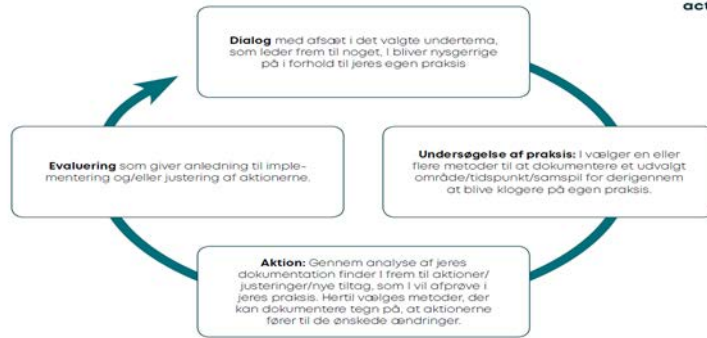 act
Dialog med afsæt i det valgte undertema,
som leder frem til noget, I bliver nysgerrige
på i forhold til jeres egen praksis
Evaluering som giver anledning til imple-
mentering og/eller justering af aktionerne.
Undersøgelse af praksis: I vælger en eller
flere metoder til at dokumentere et udvalgt
område/tidspunkt/samspil for derigennem
at blive klogere på egen praksis.
Aktion: Gennem analyse af jeres
dokumentation finder I frem til aktioner/
justeringer/nye tiltag, som I vil afprøve i
jeres praksis. Hertil vælges metoder, der
kan dokumentere tegn på, at aktionerne
fører til de ønskede ændringer.